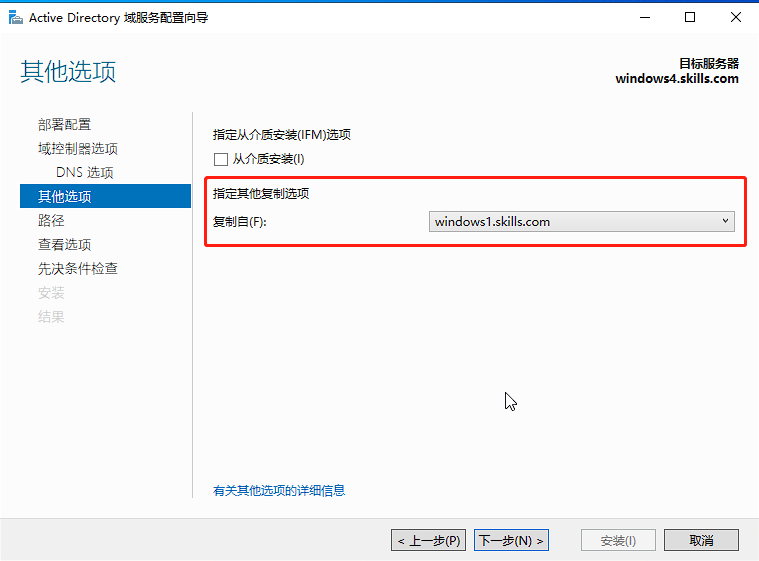 Active Directory 域服务配置向导
其他选项
目标服务器
windows4.skills.com
部署配置
域控制器选项
DNS 选项
其他选项
路径
查看选项
先决条件检查
安装
结果
指定从介质安装(IFM)选项
从介质安装(I)
指定其他复制选项
复制自(F):
windows1.skills.com
有关其他选项的详细信息
< 上一步(P)
下一步(N) >
安装(I)
取消